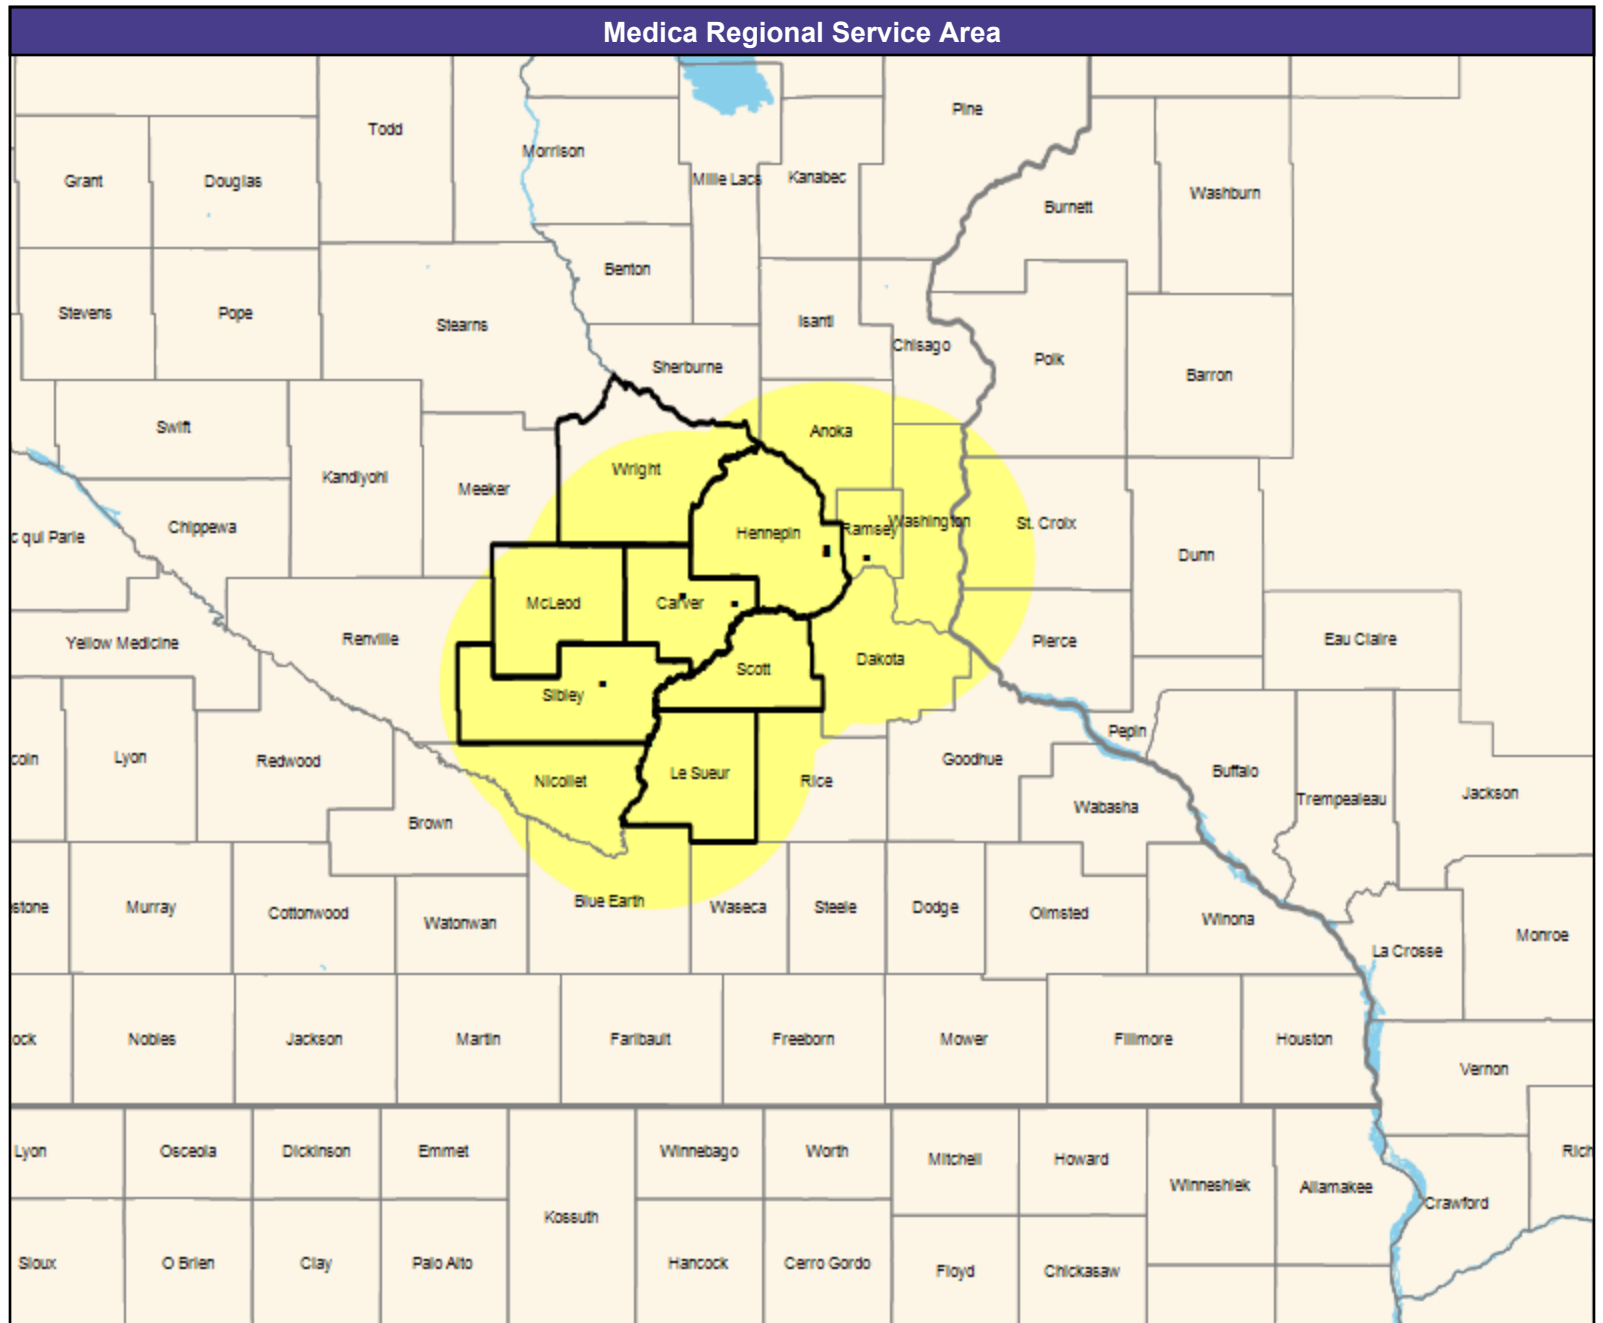 Medica Regional Service Area
Pine
Todd
Morrison
Grant
Douglas
Mille Lacs
Kanabec
Washburn
Burnett
Benton
Stevens
Pope
Stearns
Isanti
Chisago
Polk
Sherburne
Barron
Swift
Anoka
Wright
Kandiyohi
Meeker
Chippewa
Hennepin
Ramsey
Washington
St. Croix
c qui Parle
Dunn
McLeod
Carver
Yellow Medicine
Renville
Pierce
Eau Claire
Scott
Dakota
Sibley
Pepin
coln
Lyon
Redwood
Nicollet
Le Sueur
Rice
Goodhue
Buffalo
Trempealeau
Jackson
Wabasha
Brown
stone
Murray
Cottonwood
Watonwan
Blue Earth
Waseca
Steele
Dodge
Olmsted
Winona
Monroe
La Crosse
ock
Nobles
Jackson
Martin
Faribault
Freeborn
Mower
Fillmore
Houston
Vernon
Lyon
Osceola
Dickinson
Emmet
Winnebago
Worth
Mitchell
Howard
Rich
Winneshiek
Allamakee
Crawford
Kossuth
Sioux
O Brien
Clay
Palo Alto
Hancock
Cerro Gordo
Floyd
Chickasaw